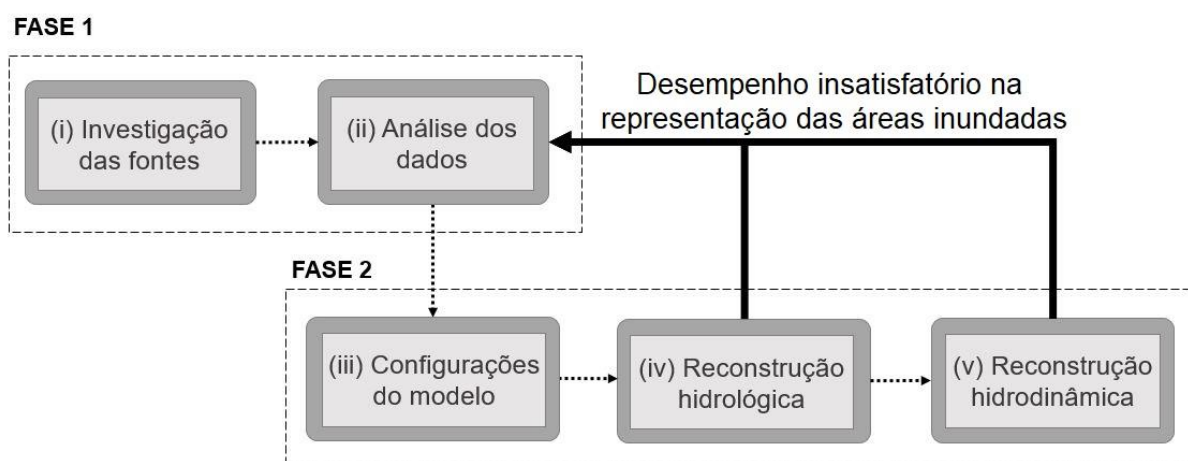 FASE 1
(i) Investigação
das fontes
(ii) Análise dos
dados
Desempenho insatisfatório na
representação das áreas inundadas
FASE 2
(iii) Configurações
do modelo
(iv) Reconstrução
hidrológica
(v) Reconstrução
hidrodinâmica